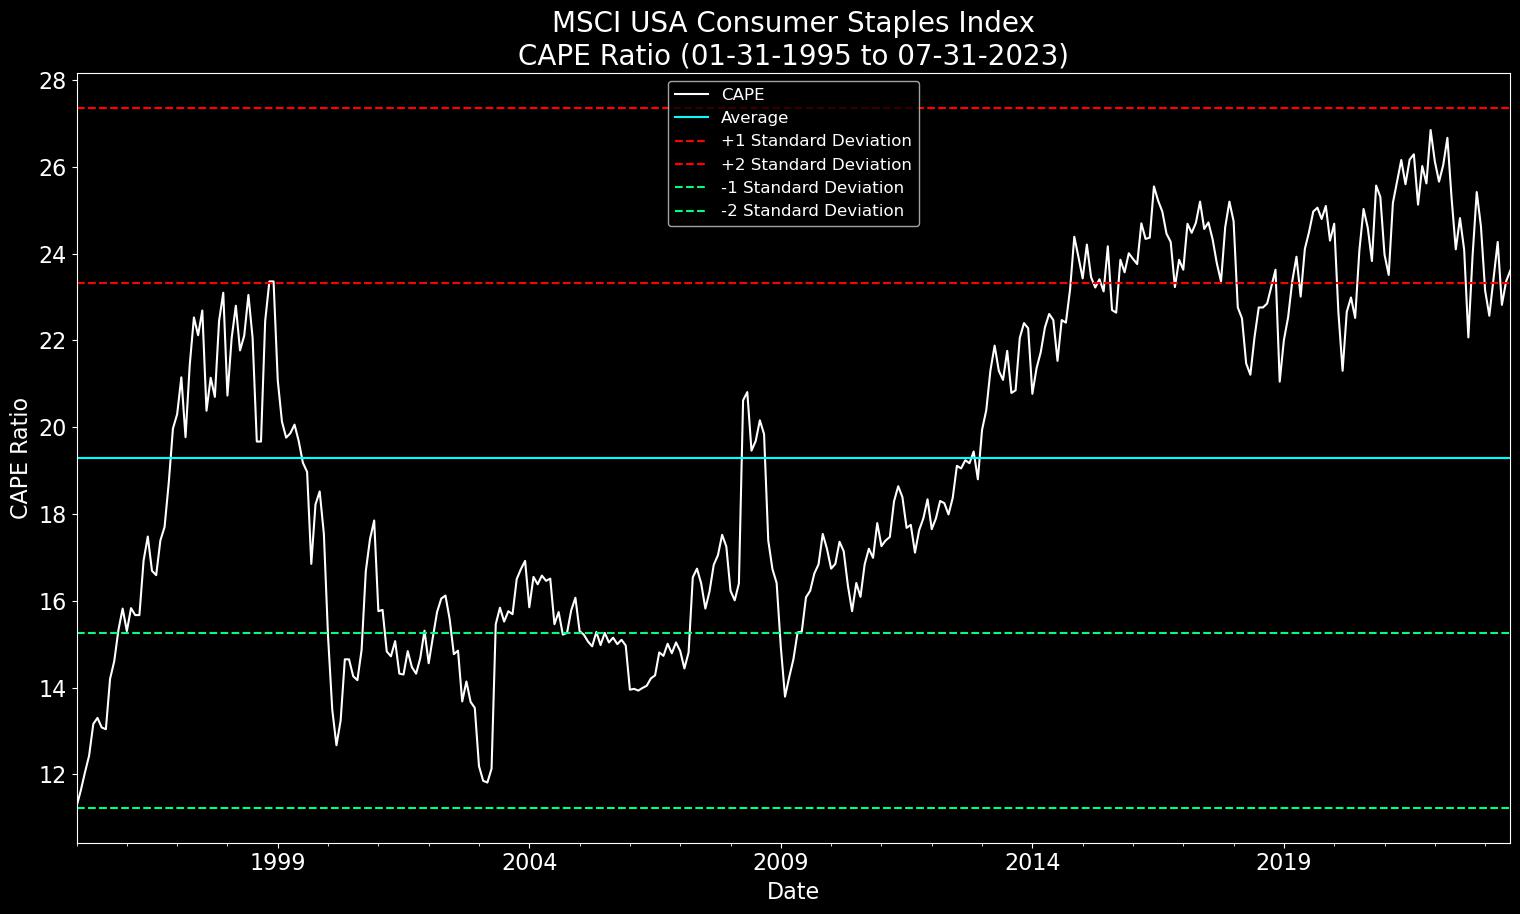 MSCI USA Consumer Staples Index
CAPE Ratio (01-31-1995 to 07-31-2023)
CAPE
Average
+1 Standard Deviation
+2 Standard Deviation
-1 Standard Deviation
-2 Standard Deviation
CAPE Ratio
28
26
24
22
20
18
16
14
12
1999 2004 2009 2014 2019
Date